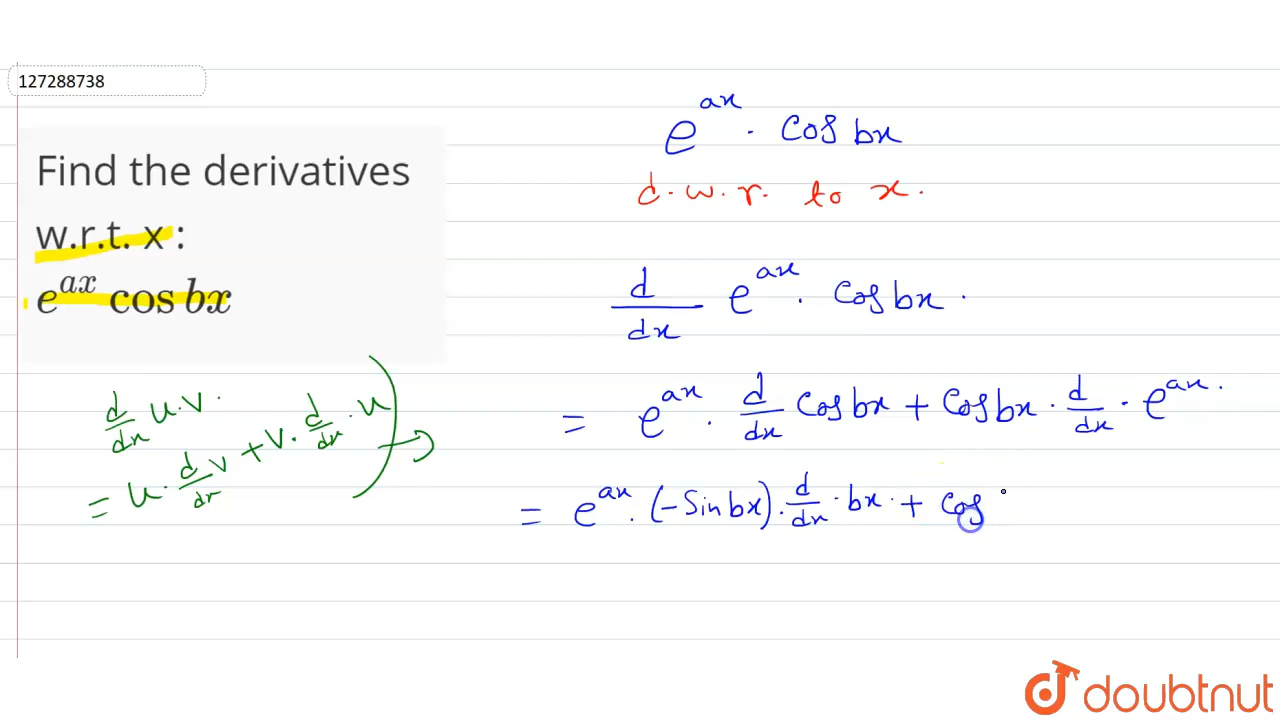 127288738
Find the derivatives
w.r.t. x :
e^{ax} cos bx
e^{ax} . Cos bx
d.w.r. to x.
d/dx e^{ax} . Cos bx .
= e^{ax} . d/dx Cos bx + Cos bx . d/dx . e^{ax} .
= e^{ax} . (-Sin bx) . d/dx . bx . + Cos
d/dx u.v.
= u . d/dx v + v . d/dx . u
doubtnut